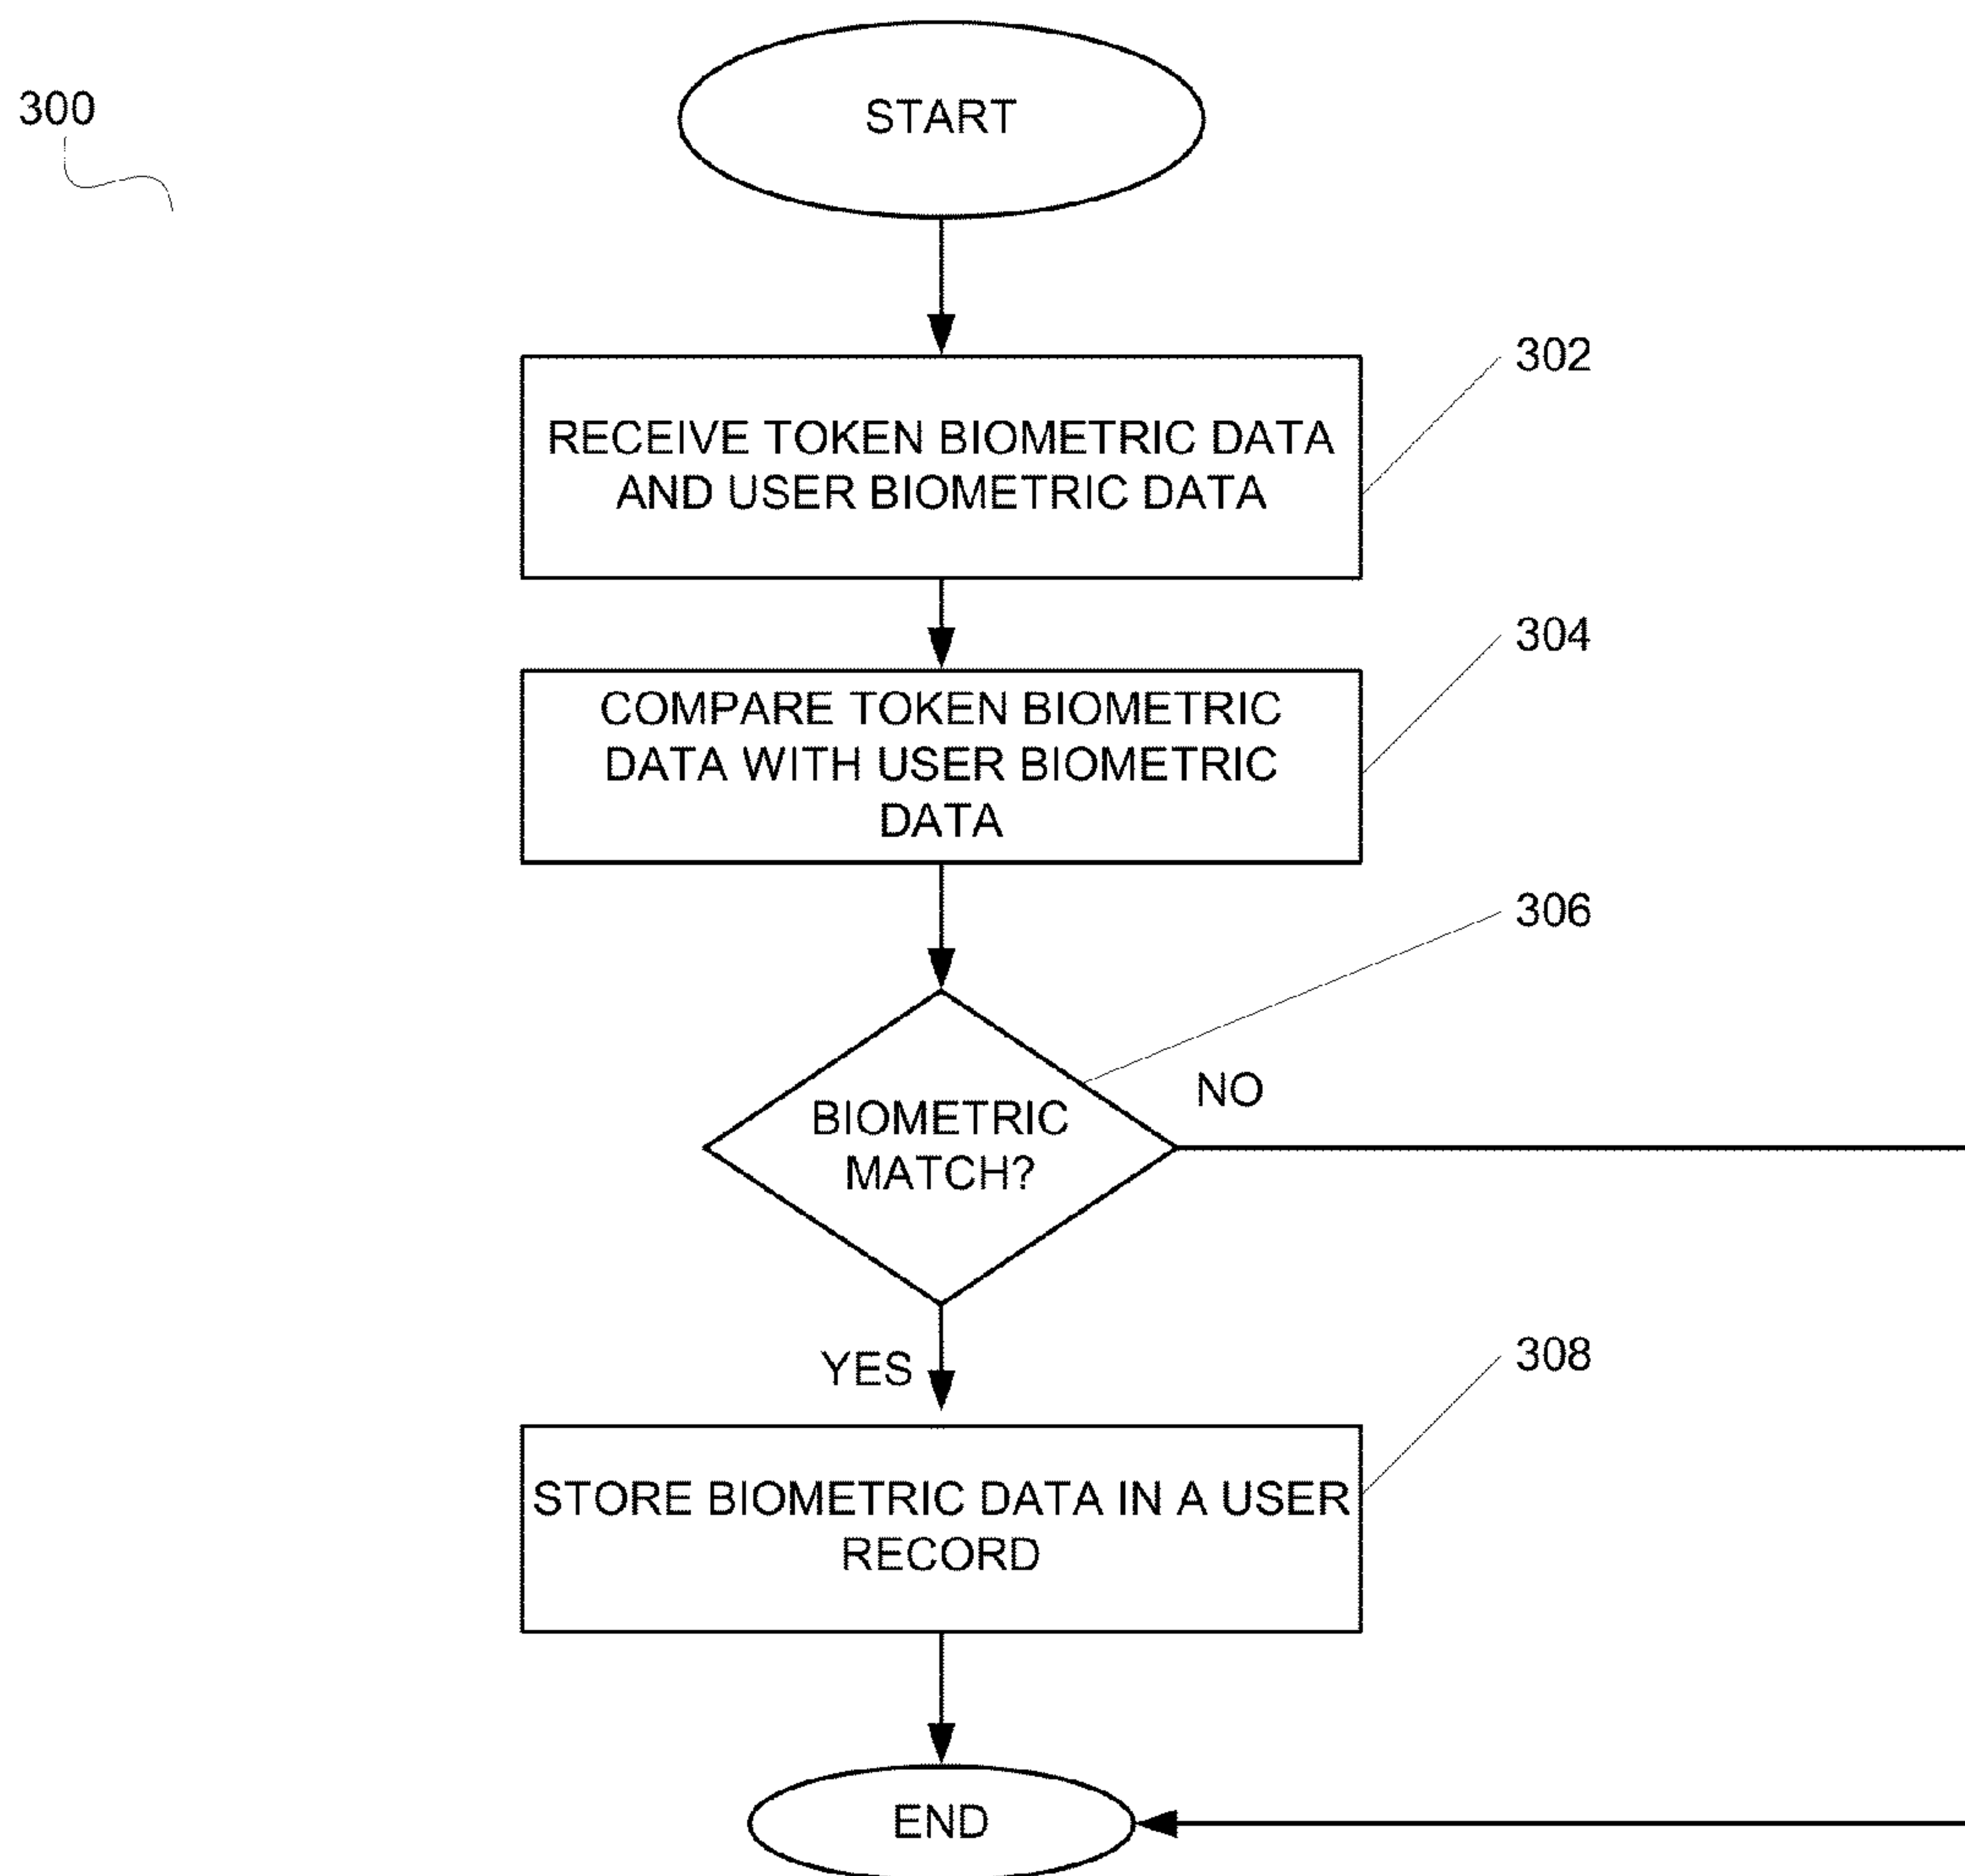 300
START
302
RECEIVE TOKEN BIOMETRIC DATA
AND USER BIOMETRIC DATA
304
COMPARE TOKEN BIOMETRIC
DATA WITH USER BIOMETRIC
DATA
306
NO
BIOMETRIC
MATCH?
YES
308
STORE BIOMETRIC DATA IN A USER
RECORD
END